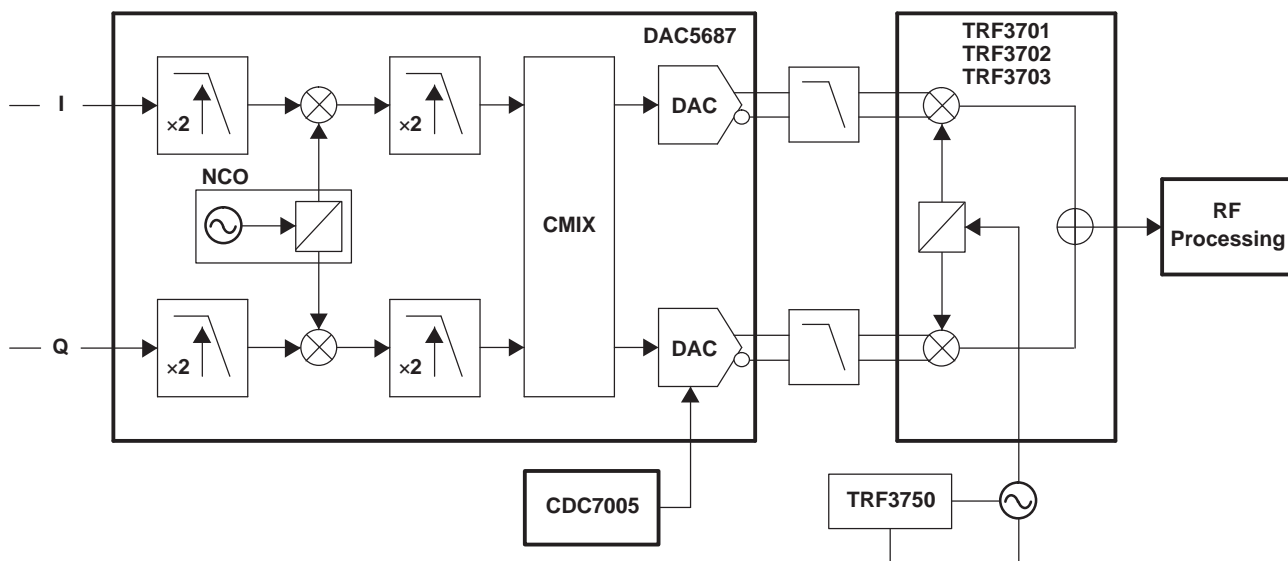 DAC5687
TRF3701
TRF3702
TRF3703
I
×2
×2
DAC
NCO
CMIX
RF
Processing
Q
×2
×2
DAC
CDC7005
TRF3750